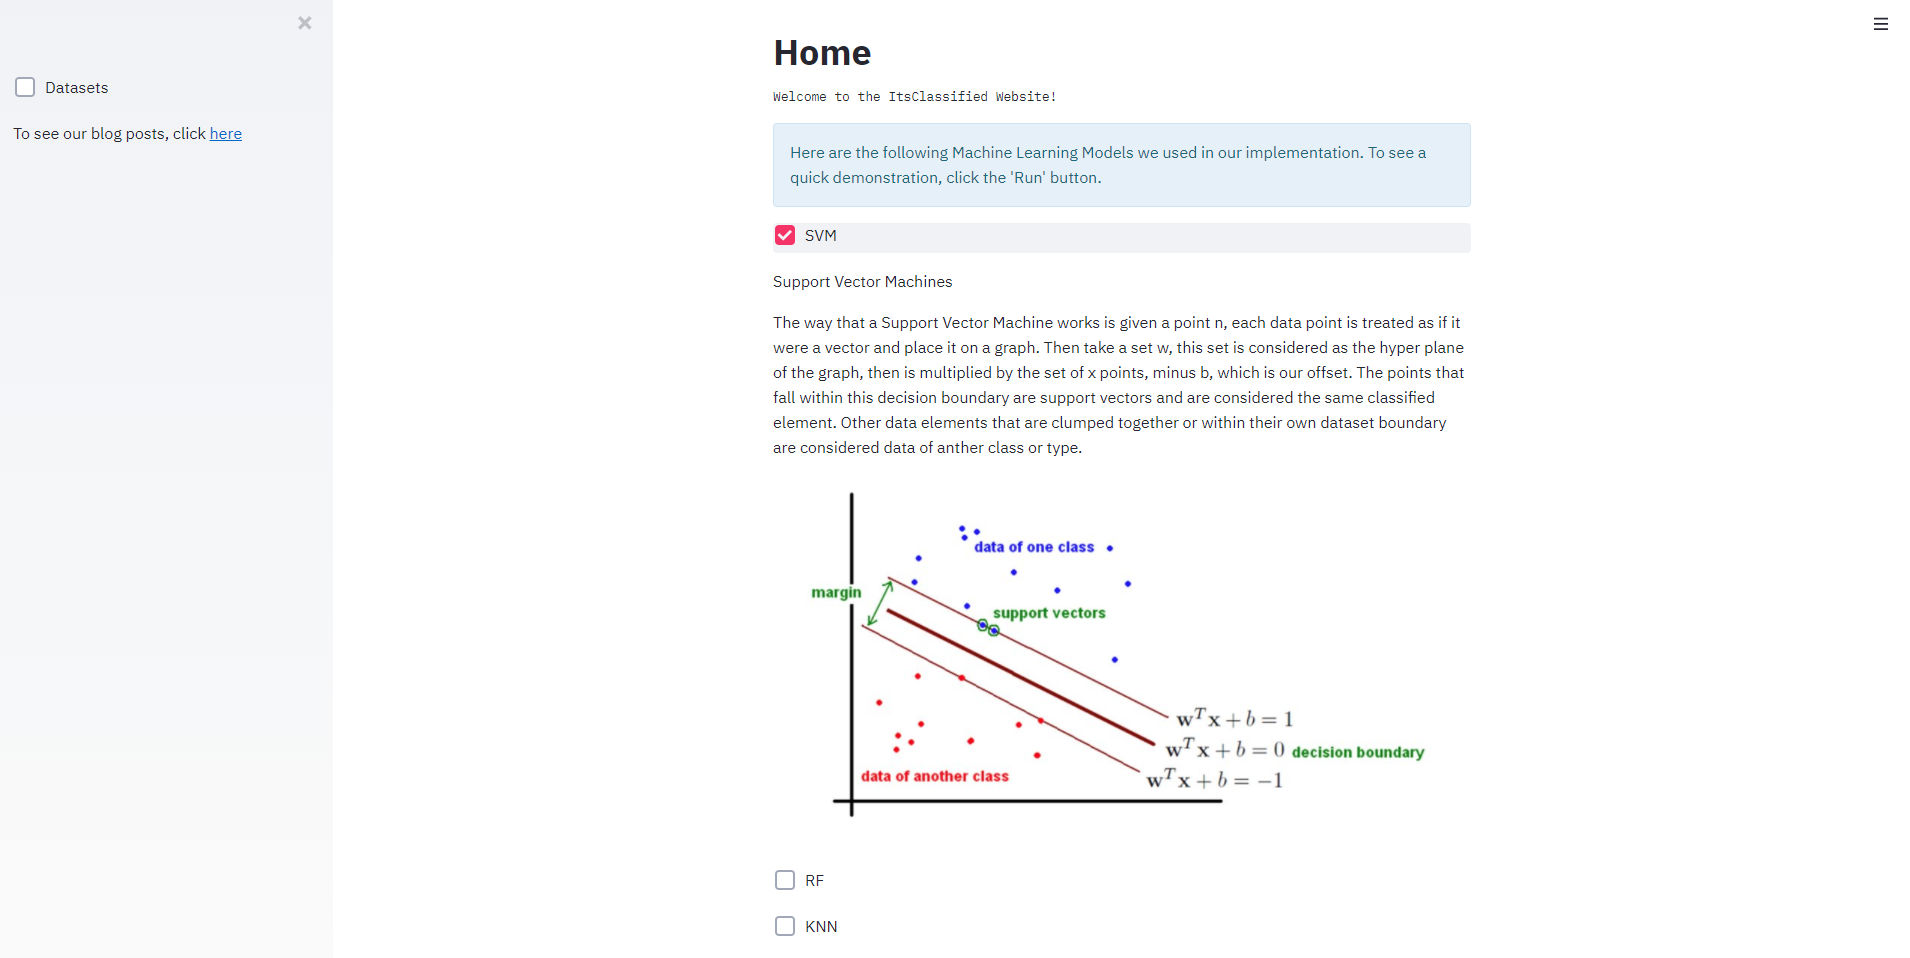 Datasets
To see our blog posts, click here
Home
Welcome to the ItsClassified Website!
Here are the following Machine Learning Models we used in our implementation. To see a
quick demonstration, click the 'Run' button.
SVM
Support Vector Machines
The way that a Support Vector Machine works is given a point n, each data point is treated as if it
were a vector and place it on a graph. Then take a set w, this set is considered as the hyper plane
of the graph, then is multiplied by the set of x points, minus b, which is our offset. The points that
fall within this decision boundary are support vectors and are considered the same classified
element. Other data elements that are clumped together or within their own dataset boundary
are considered data of anther class or type.
data of one class
margin
support vectors
w^T x + b = 1
w^T x + b = 0 decision boundary
w^T x + b = −1
data of another class
RF
KNN